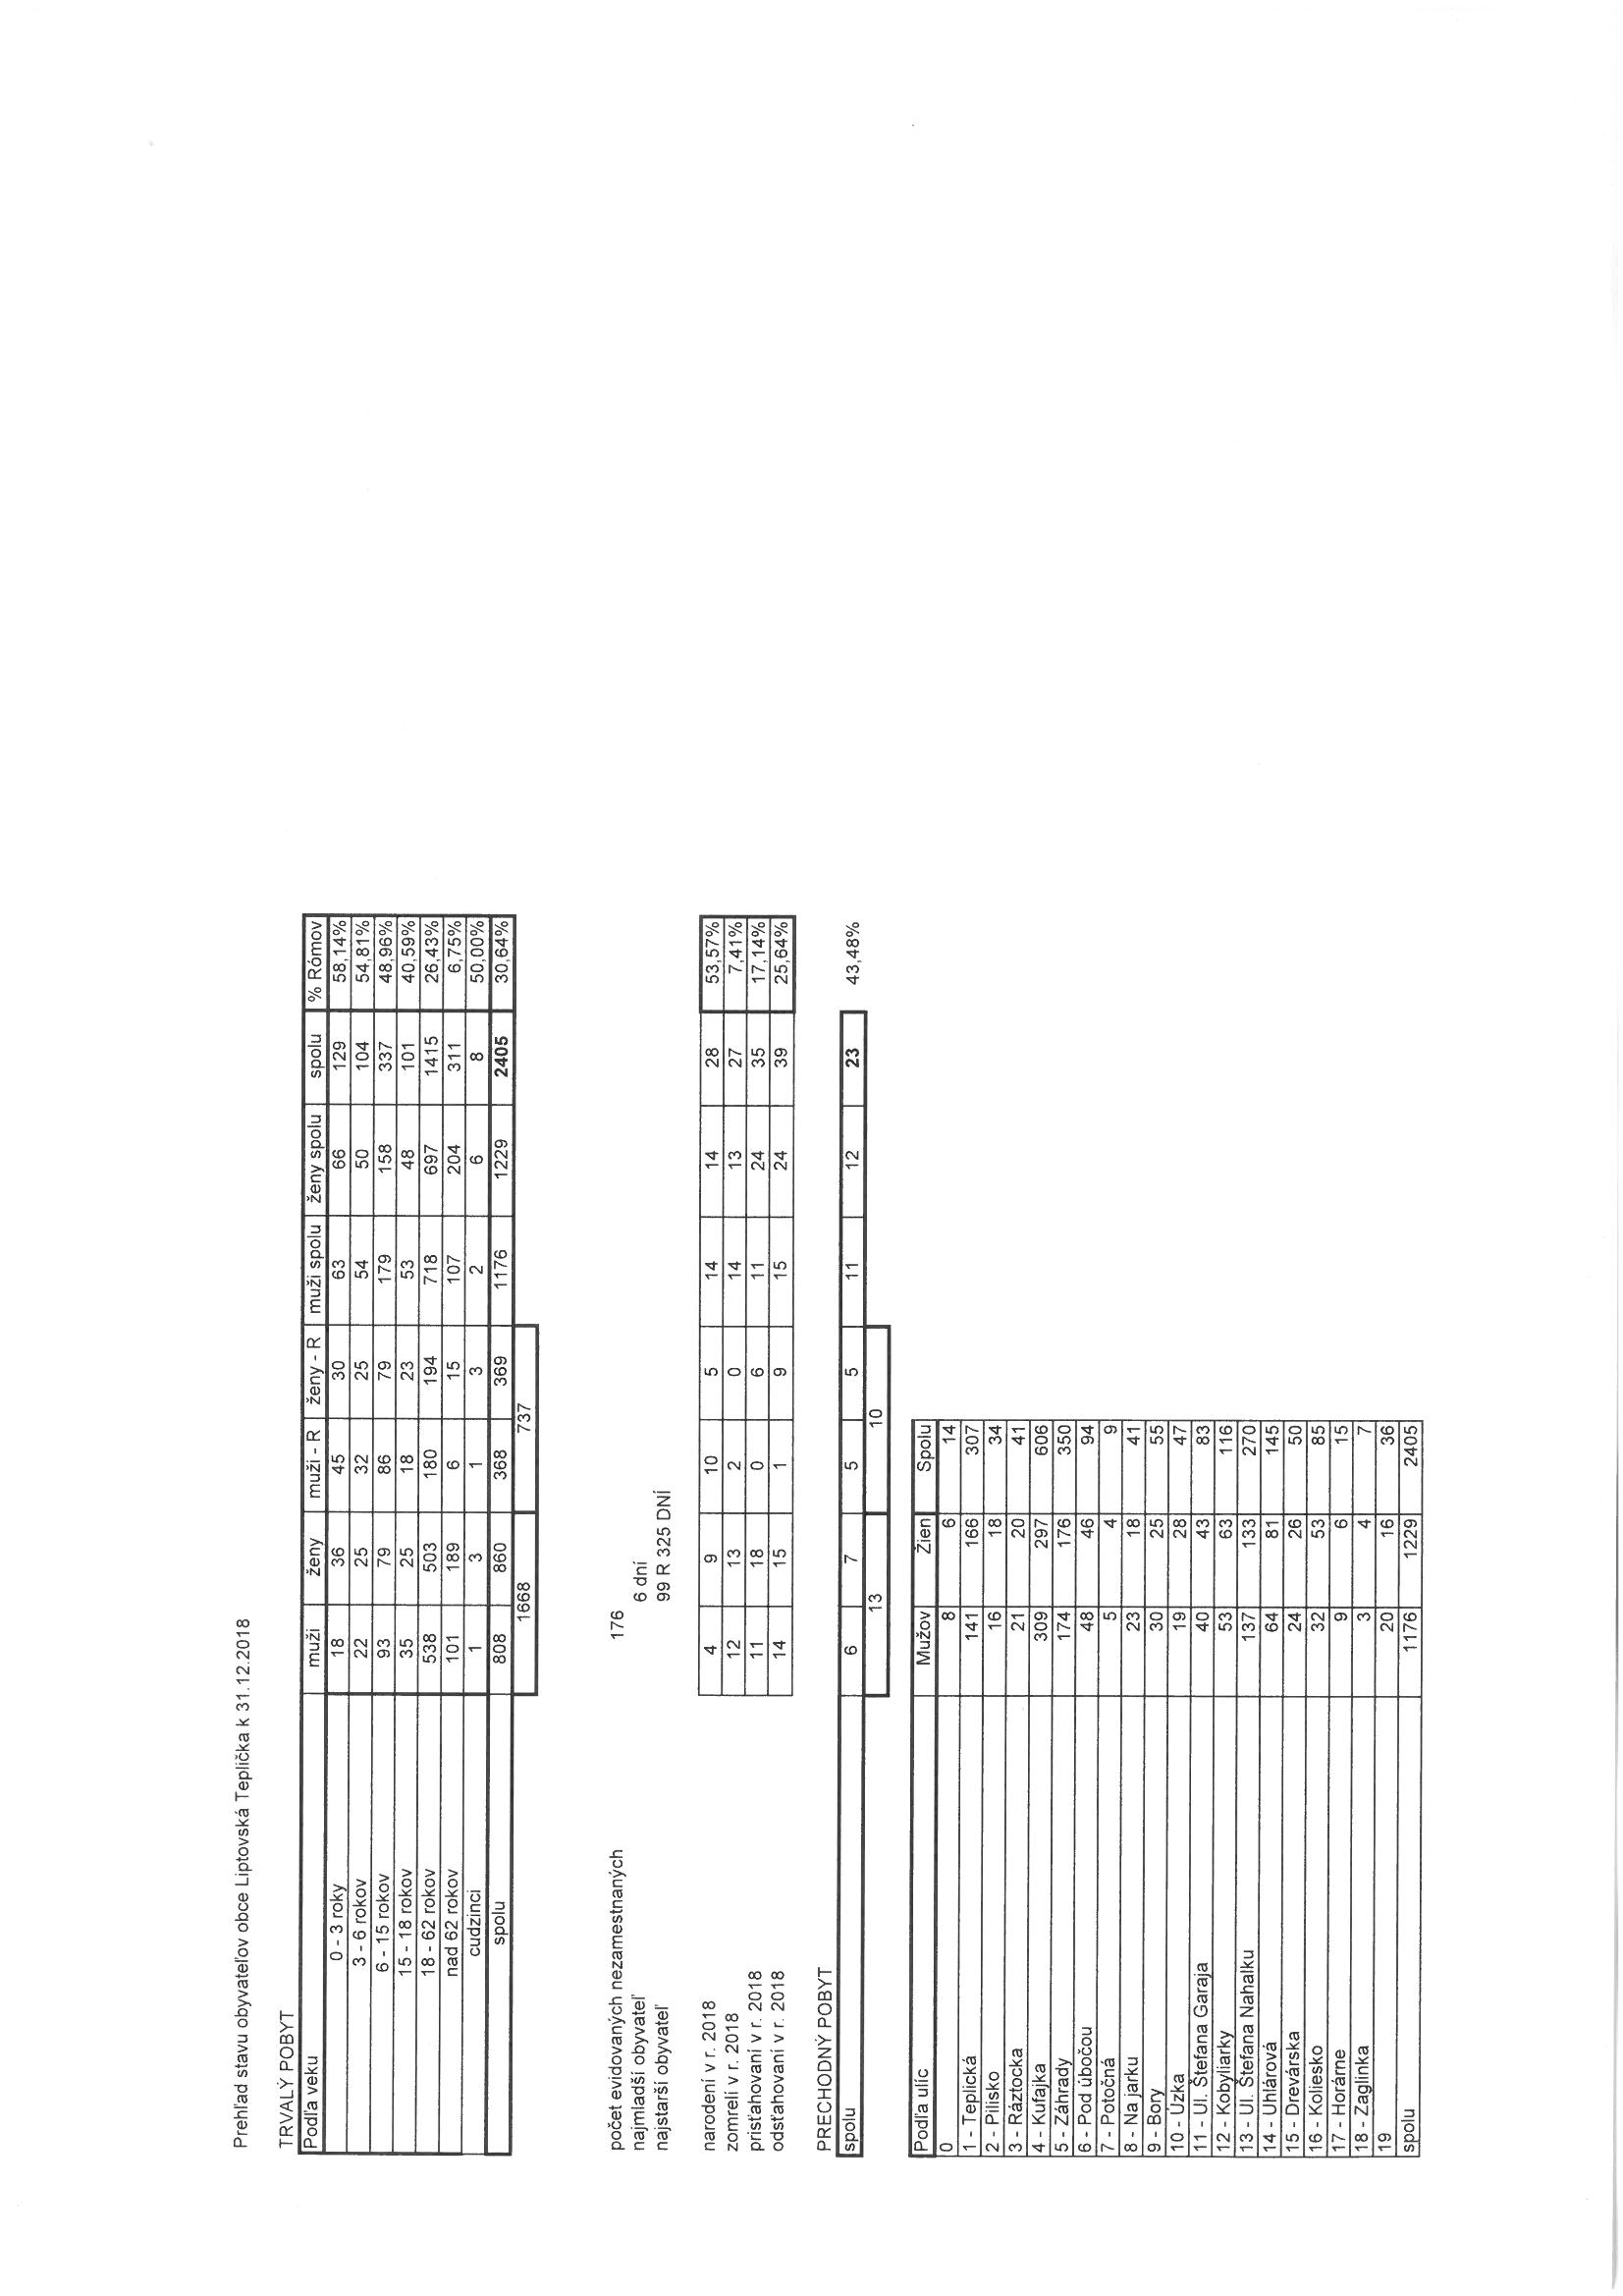 Prehľad stavu obyvateľov obce Liptovská Teplička k 31.12.2018
TRVALÝ POBYT
Podľa veku muži ženy muži - R ženy - R muži spolu ženy spolu spolu % Rómov
0 - 3 roky 18 36 45 30 63 66 129 58,14%
3 - 6 rokov 22 25 32 25 54 50 104 54,81%
6 - 15 rokov 93 79 86 79 179 158 337 48,96%
15 - 18 rokov 35 25 18 23 53 48 101 40,59%
18 - 62 rokov 538 503 180 194 718 697 1415 26,43%
nad 62 rokov 101 189 6 15 107 204 311 6,75%
cudzinci 1 3 1 3 2 6 8 50,00%
spolu 808 860 368 369 1176 1229 2405 30,64%
1668 737
počet evidovaných nezamestnaných 176
najmladší obyvateľ 6 dní
najstarší obyvateľ 99 R 325 DNÍ
narodení v r. 2018 4 9 10 5 14 14 28 53,57%
zomrelí v r. 2018 12 13 2 0 14 13 27 7,41%
prisťahovaní v r. 2018 11 18 0 6 11 24 35 17,14%
odsťahovaní v r. 2018 14 15 1 9 15 24 39 25,64%
PRECHODNÝ POBYT
spolu 6 7 5 5 11 12 23 43,48%
13 10
Podľa ulíc Mužov Žien Spolu
0 8 6 14
1 - Teplická 141 166 307
2 - Pilisko 16 18 34
3 - Ráztocka 21 20 41
4 - Kufajka 309 297 606
5 - Záhrady 174 176 350
6 - Pod úbočou 48 46 94
7 - Potočná 5 4 9
8 - Na jarku 23 18 41
9 - Bory 30 25 55
10 - Úzka 19 28 47
11 - Ul. Štefana Garaja 40 43 83
12 - Kobyliarky 53 63 116
13 - Ul. Štefana Nahalku 137 133 270
14 - Uhlárová 64 81 145
15 - Drevárska 24 26 50
16 - Koliesko 32 53 85
17 - Horárne 9 6 15
18 - Zaglinka 3 4 7
19 20 16 36
spolu 1176 1229 2405